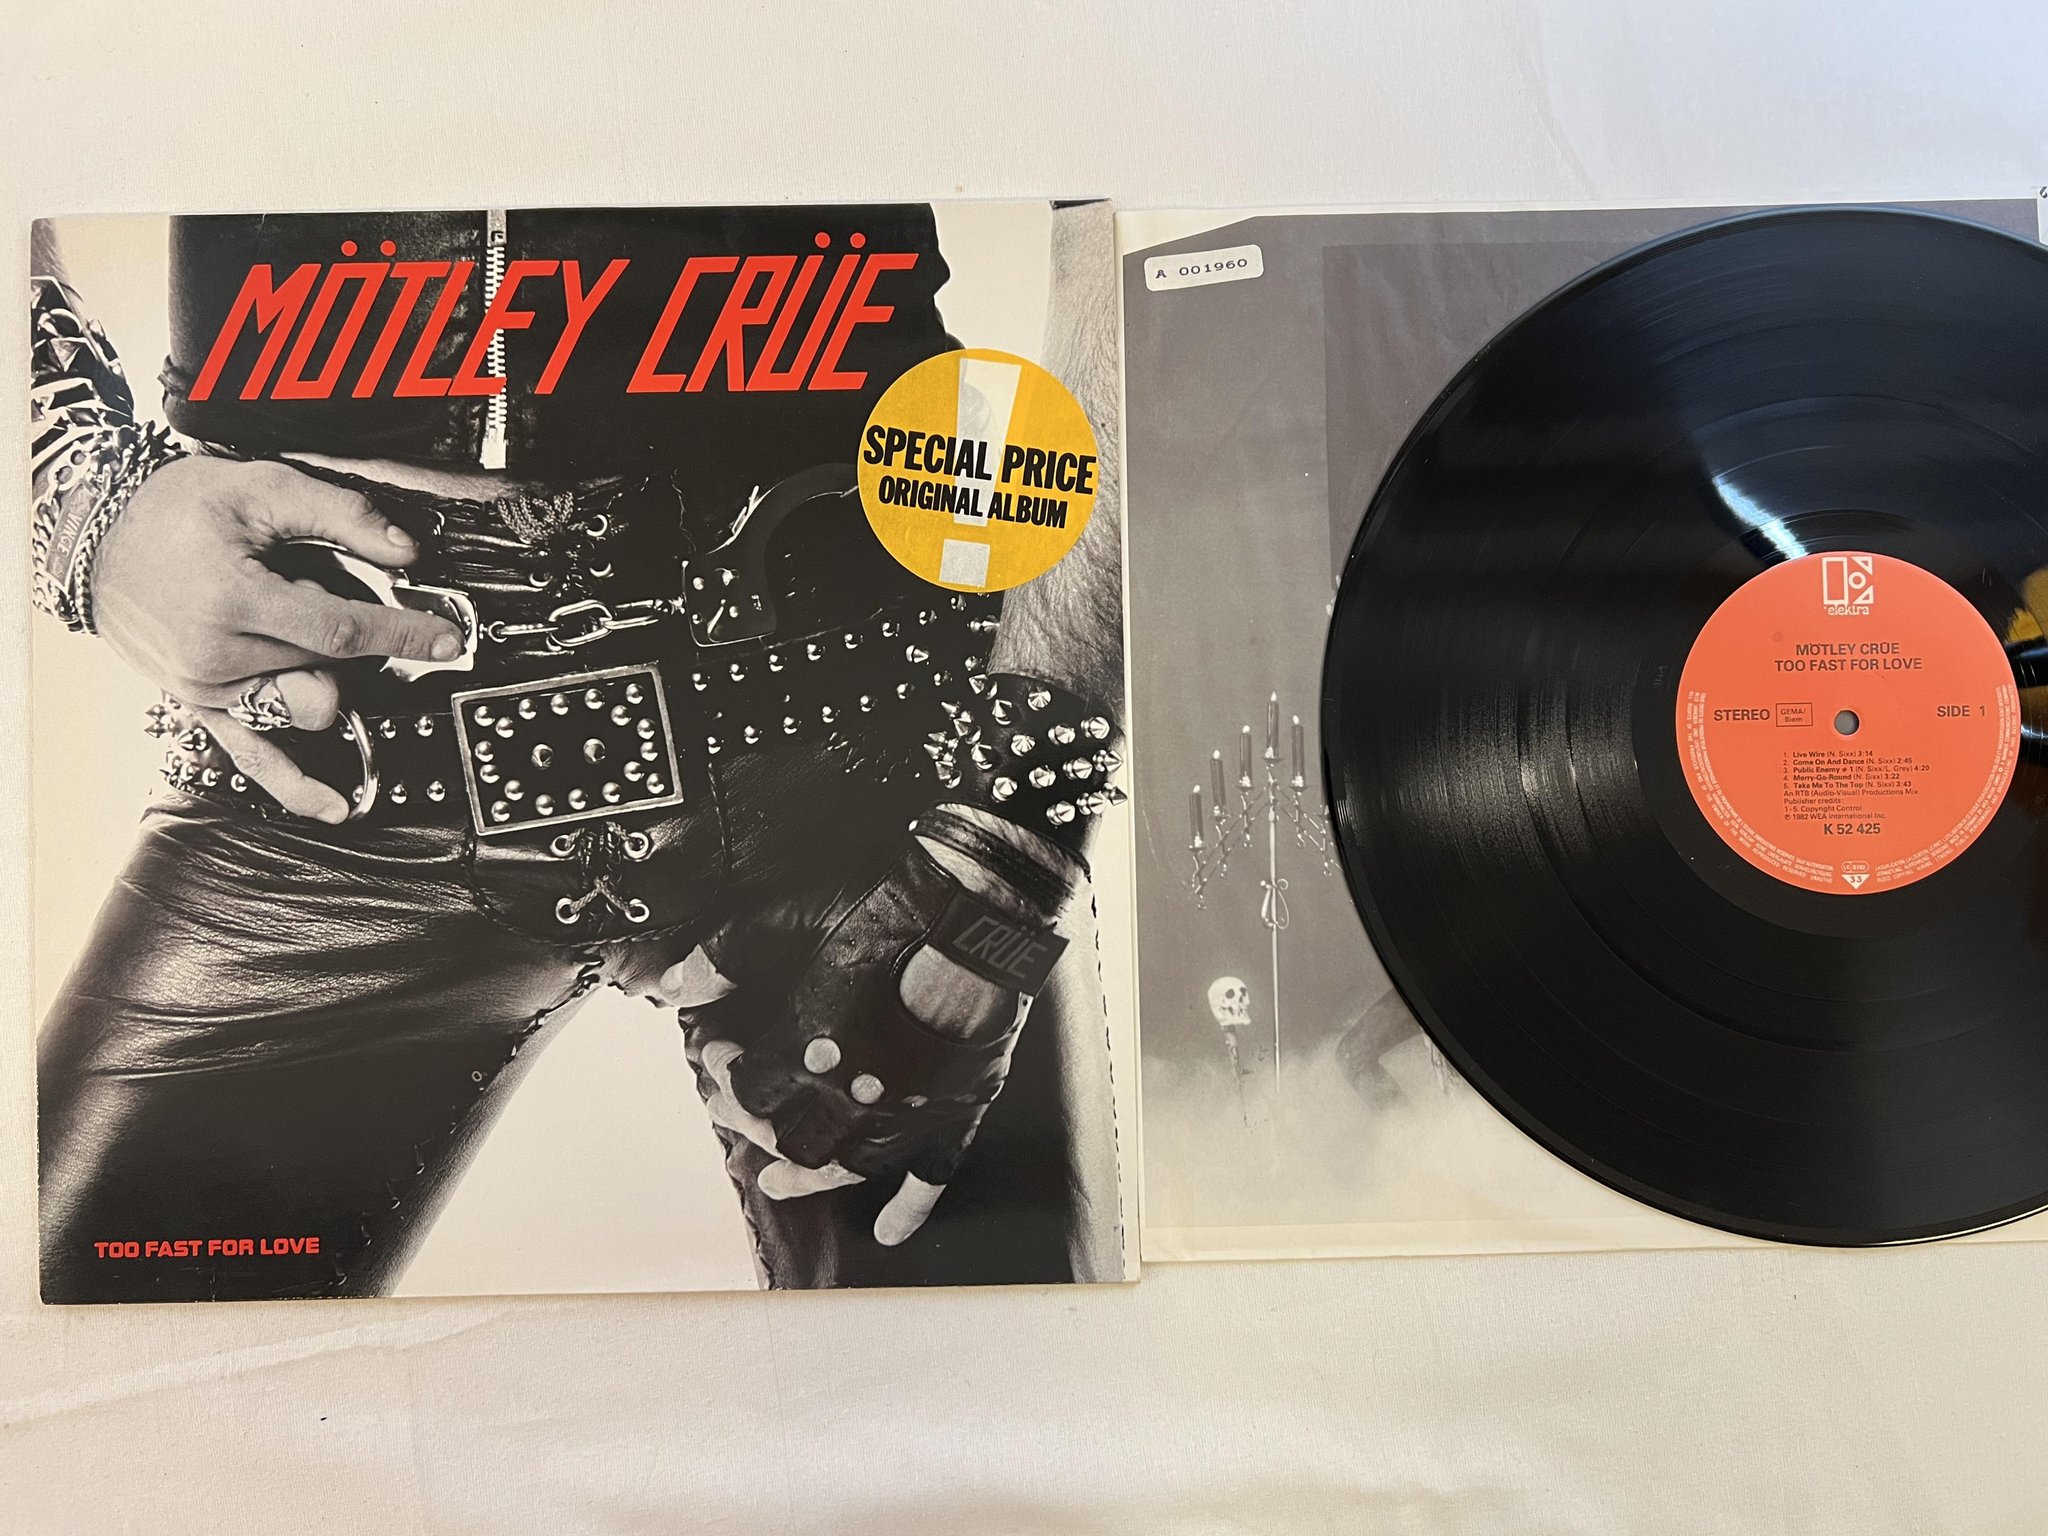 MÖTLEY CRÜE
SPECIAL PRICE
ORIGINAL ALBUM
!
VINCE
CRÜE
TOO FAST FOR LOVE
A 001960
elektra
MÖTLEY CRÜE
TOO FAST FOR LOVE
STEREO
GEMA/
Biem
SIDE 1
1. Live Wire (N. Sixx) 3:14
2. Come On And Dance (N. Sixx) 2:45
3. Public Enemy # 1 (N. Sixx/L. Grey) 4:20
4. Merry-Go-Round (N. Sixx) 3:22
5. Take Me To The Top (N. Sixx) 3:43
An RTB (Audio-Visual) Productions Mix.
Publisher credits:
1 - 5. Copyright Control
℗ 1982 WEA International Inc.
K 52 425
LC 0192
33